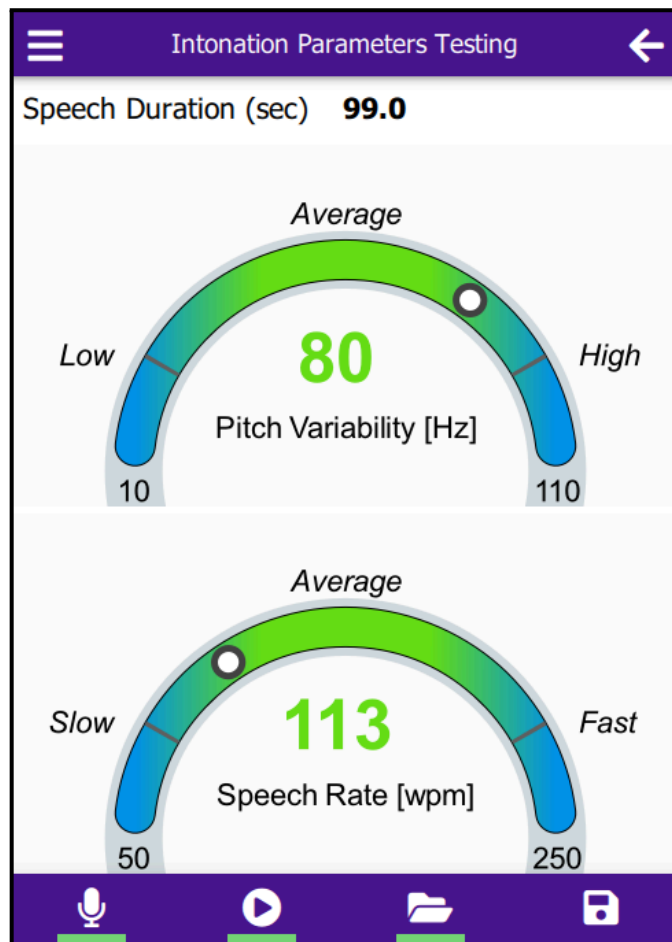 Intonation Parameters Testing
Speech Duration (sec) 99.0
Average
Low
High
80
Pitch Variability [Hz]
10
110
Average
Slow
Fast
113
Speech Rate [wpm]
50
250